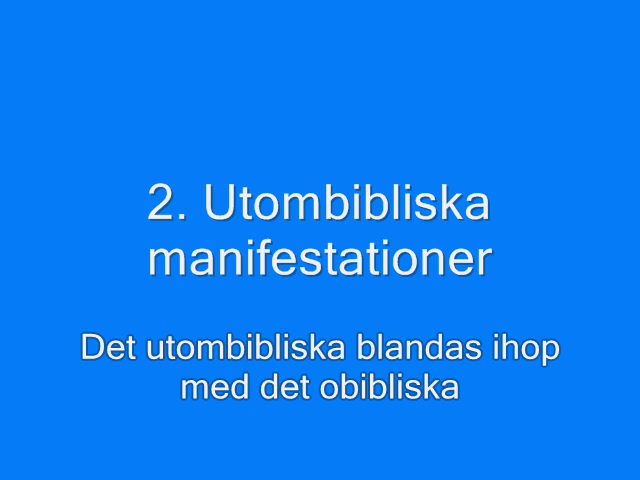 2. Utombibliska
manifestationer
Det utombibliska blandas ihop
med det obibliska